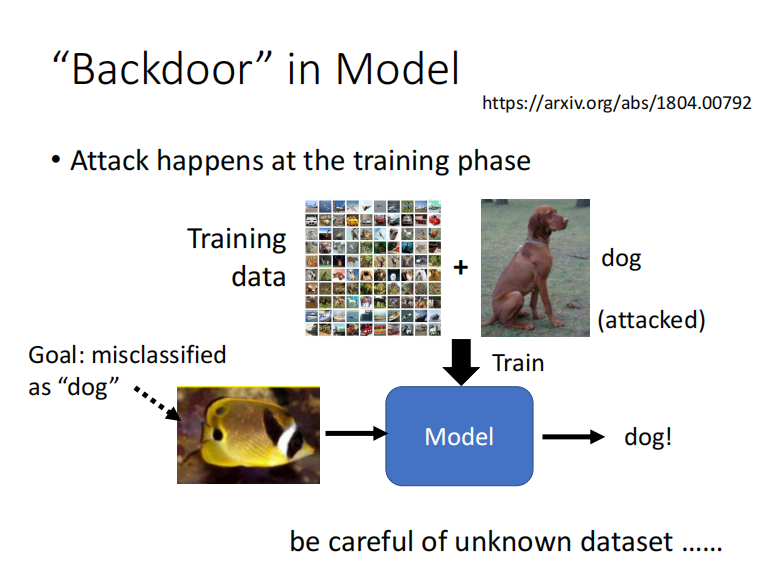 “Backdoor” in Model
https://arxiv.org/abs/1804.00792
• Attack happens at the training phase
Training
data
+
dog
(attacked)
Goal: misclassified
as “dog”
Train
Model
dog!
be careful of unknown dataset ……